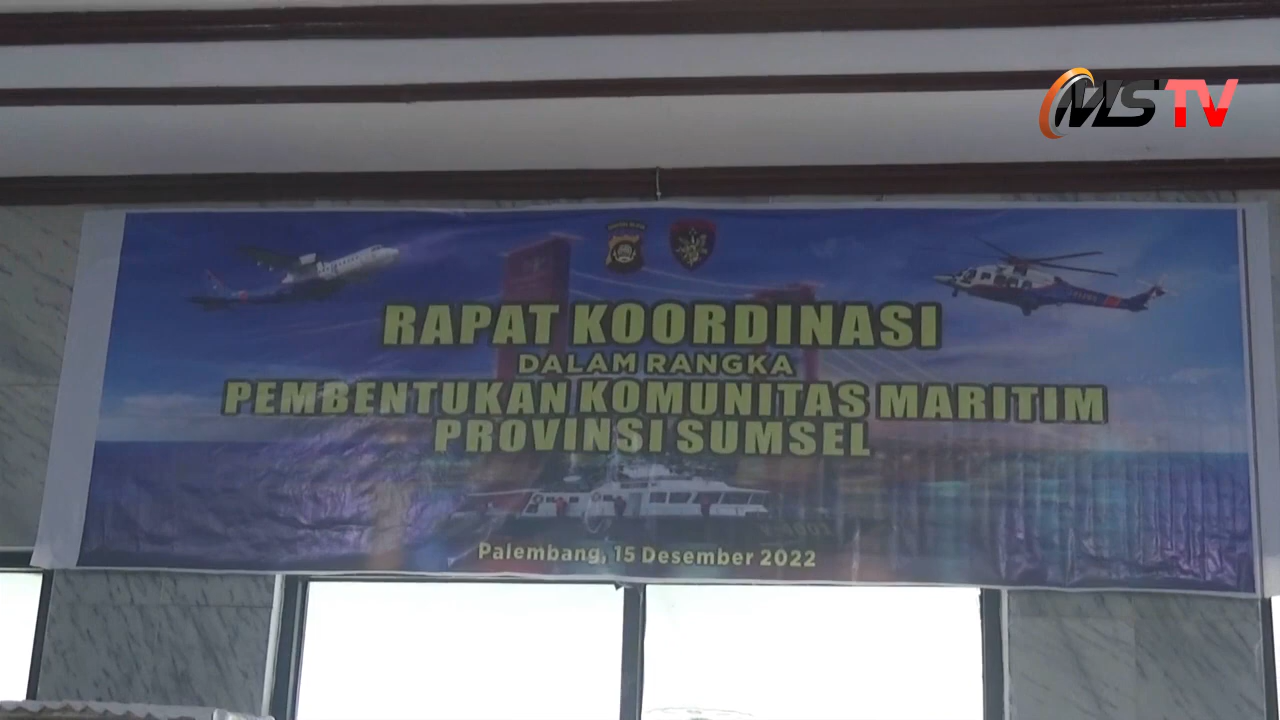 MSTV
RAPAT KOORDINASI
DALAM RANGKA
PEMBENTUKAN KOMUNITAS MARITIM
PROVINSI SUMSEL
Palembang, 15 Desember 2022